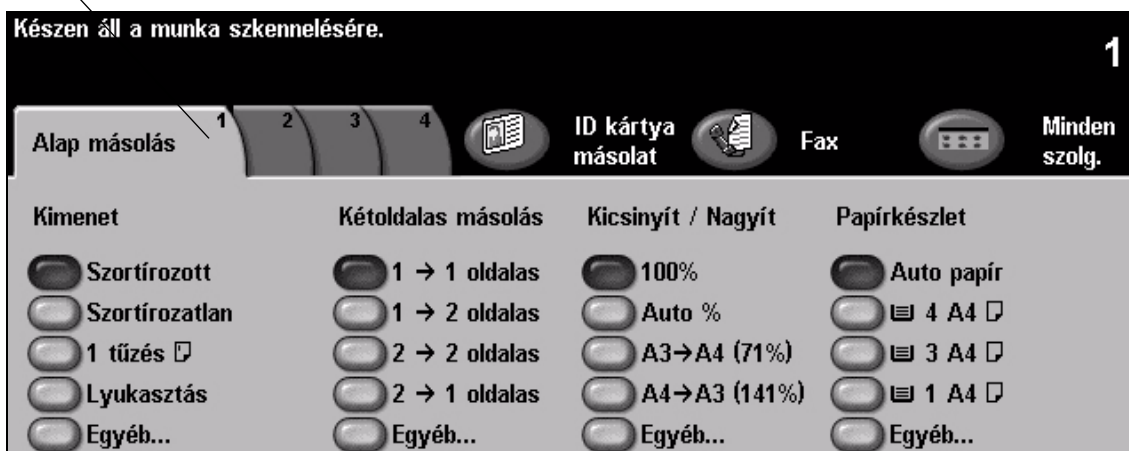 Készen áll a munka szkennelésére.
1
Alap másolás
1 2 3 4
ID kártya másolat
Fax
Minden szolg.
Kimenet
Szortírozott
Szortírozatlan
1 tűzés
Lyukasztás
Egyéb...
Kétoldalas másolás
1 → 1 oldalas
1 → 2 oldalas
2 → 2 oldalas
2 → 1 oldalas
Egyéb...
Kicsinyít / Nagyít
100%
Auto %
A3→A4 (71%)
A4→A3 (141%)
Egyéb...
Papírkészlet
Auto papír
4 A4
3 A4
1 A4
Egyéb...